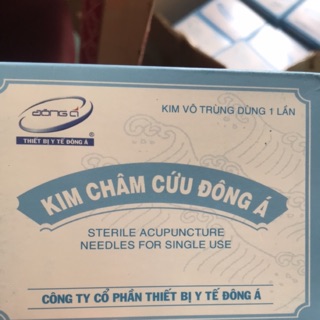 ĐÔNG Á
®
THIẾT BỊ Y TẾ ĐÔNG Á
KIM VÔ TRÙNG DÙNG 1 LẦN
KIM CHÂM CỨU ĐÔNG Á
STERILE ACUPUNCTURE
NEEDLES FOR SINGLE USE
CÔNG TY CỔ PHẦN THIẾT BỊ Y TẾ ĐÔNG Á